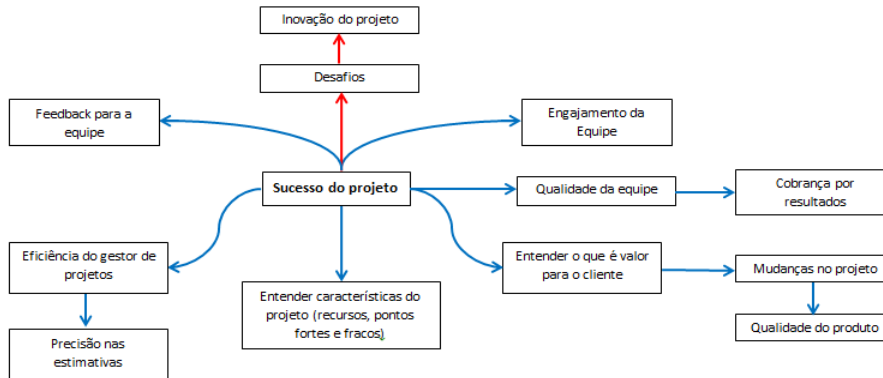 Inovação do projeto
Desafios
Feedback para a
equipe
Engajamento da
Equipe
Sucesso do projeto
Qualidade da equipe
Cobrança por
resultados
Eficiência do gestor de
projetos
Entender o que é valor
para o cliente
Mudanças no projeto
Entender características do
projeto (recursos, pontos
fortes e fracos)
Qualidade do produto
Precisão nas
estimativas